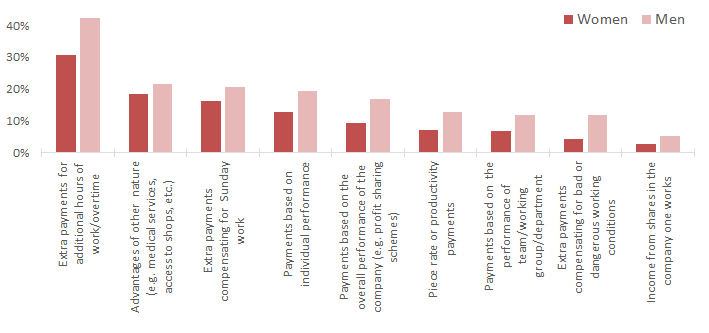 Women Men
40%
30%
20%
10%
0%
Extra payments for
additional hours of
work/overtime
Advantages of other nature
(e.g. medical services,
access to shops, etc.)
Extra payments
compensating for Sunday
work
Payments based on
individual performance
Payments based on the
overall performance of the
company (e.g. profit sharing
schemes)
Piece rate or productivity
payments
Payments based on the
performance of
team/working
group/department
Extra payments
compensating for bad or
dangerous working
conditions
Income from shares in the
company one works